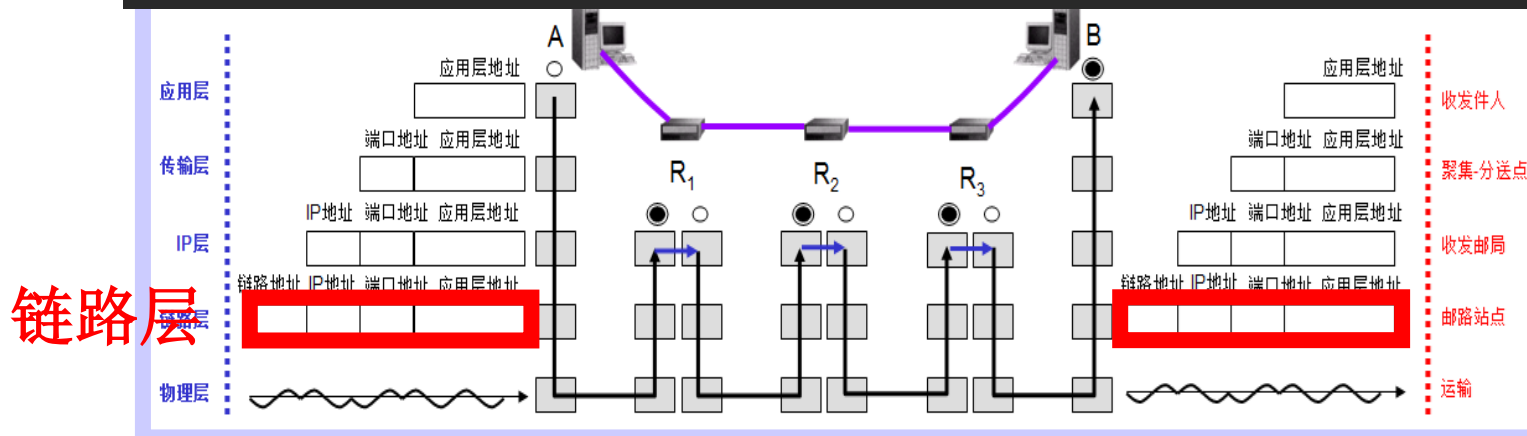 A
B
应用层
应用层地址
应用层地址
收发件人
传输层
端口地址 应用层地址
R1
R2
R3
端口地址 应用层地址
聚集-分送点
IP层
IP地址 端口地址 应用层地址
IP地址 端口地址 应用层地址
收发邮局
链路层
链路层
链路地址 IP地址 端口地址 应用层地址
链路地址 IP地址 端口地址 应用层地址
邮路站点
物理层
运输